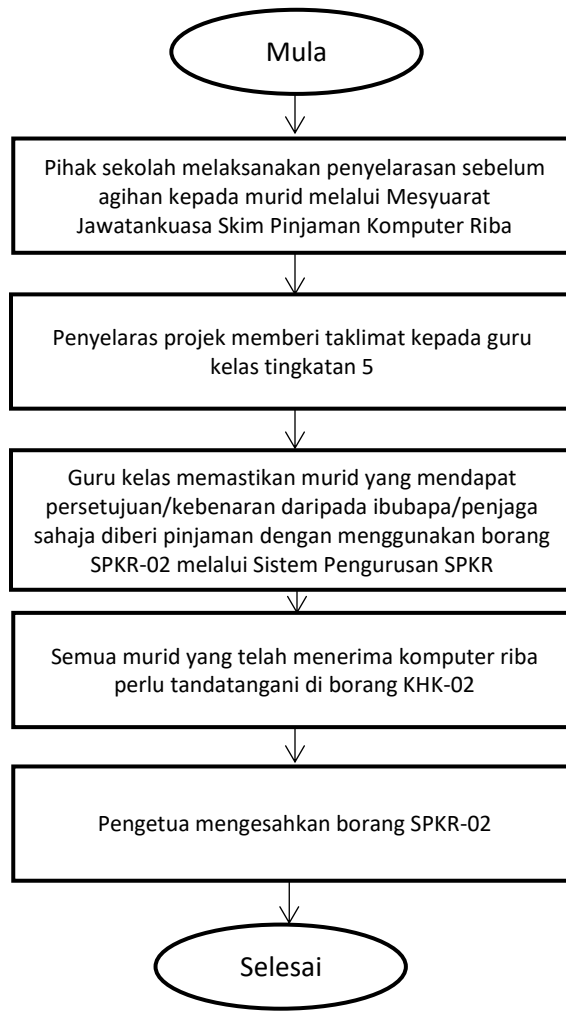 Mula
Pihak sekolah melaksanakan penyelarasan sebelum
agihan kepada murid melalui Mesyuarat
Jawatankuasa Skim Pinjaman Komputer Riba
Penyelaras projek memberi taklimat kepada guru
kelas tingkatan 5
Guru kelas memastikan murid yang mendapat
persetujuan/kebenaran daripada ibubapa/penjaga
sahaja diberi pinjaman dengan menggunakan borang
SPKR-02 melalui Sistem Pengurusan SPKR
Semua murid yang telah menerima komputer riba
perlu tandatangani di borang KHK-02
Pengetua mengesahkan borang SPKR-02
Selesai